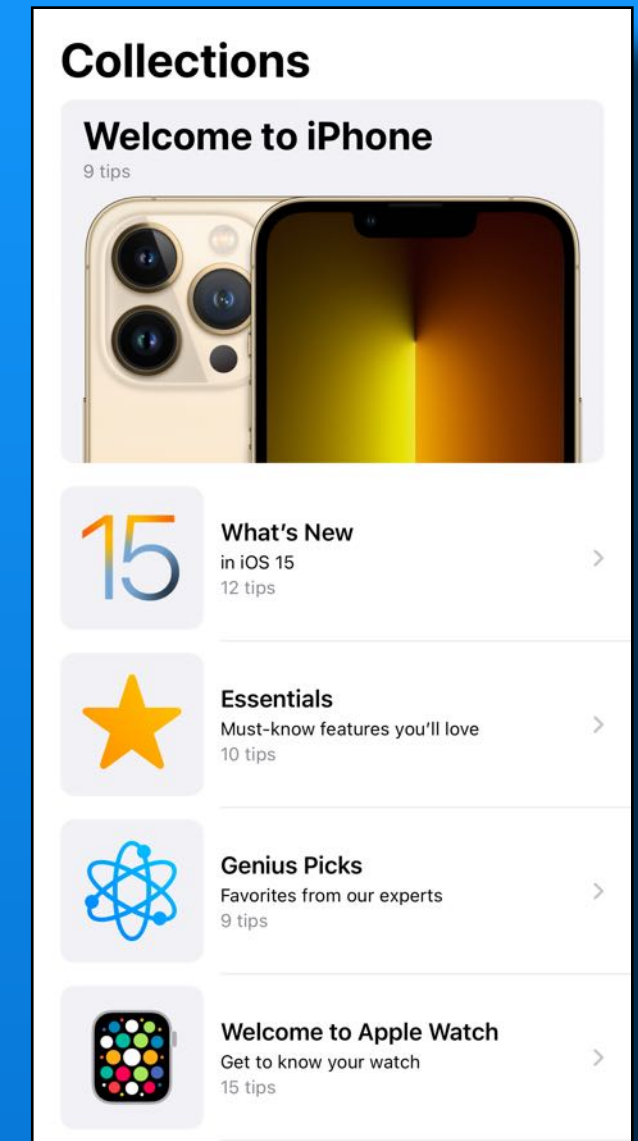 Collections
Welcome to iPhone
9 tips
15
What’s New
in iOS 15
12 tips
Essentials
Must-know features you’ll love
10 tips
Genius Picks
Favorites from our experts
9 tips
Welcome to Apple Watch
Get to know your watch
15 tips